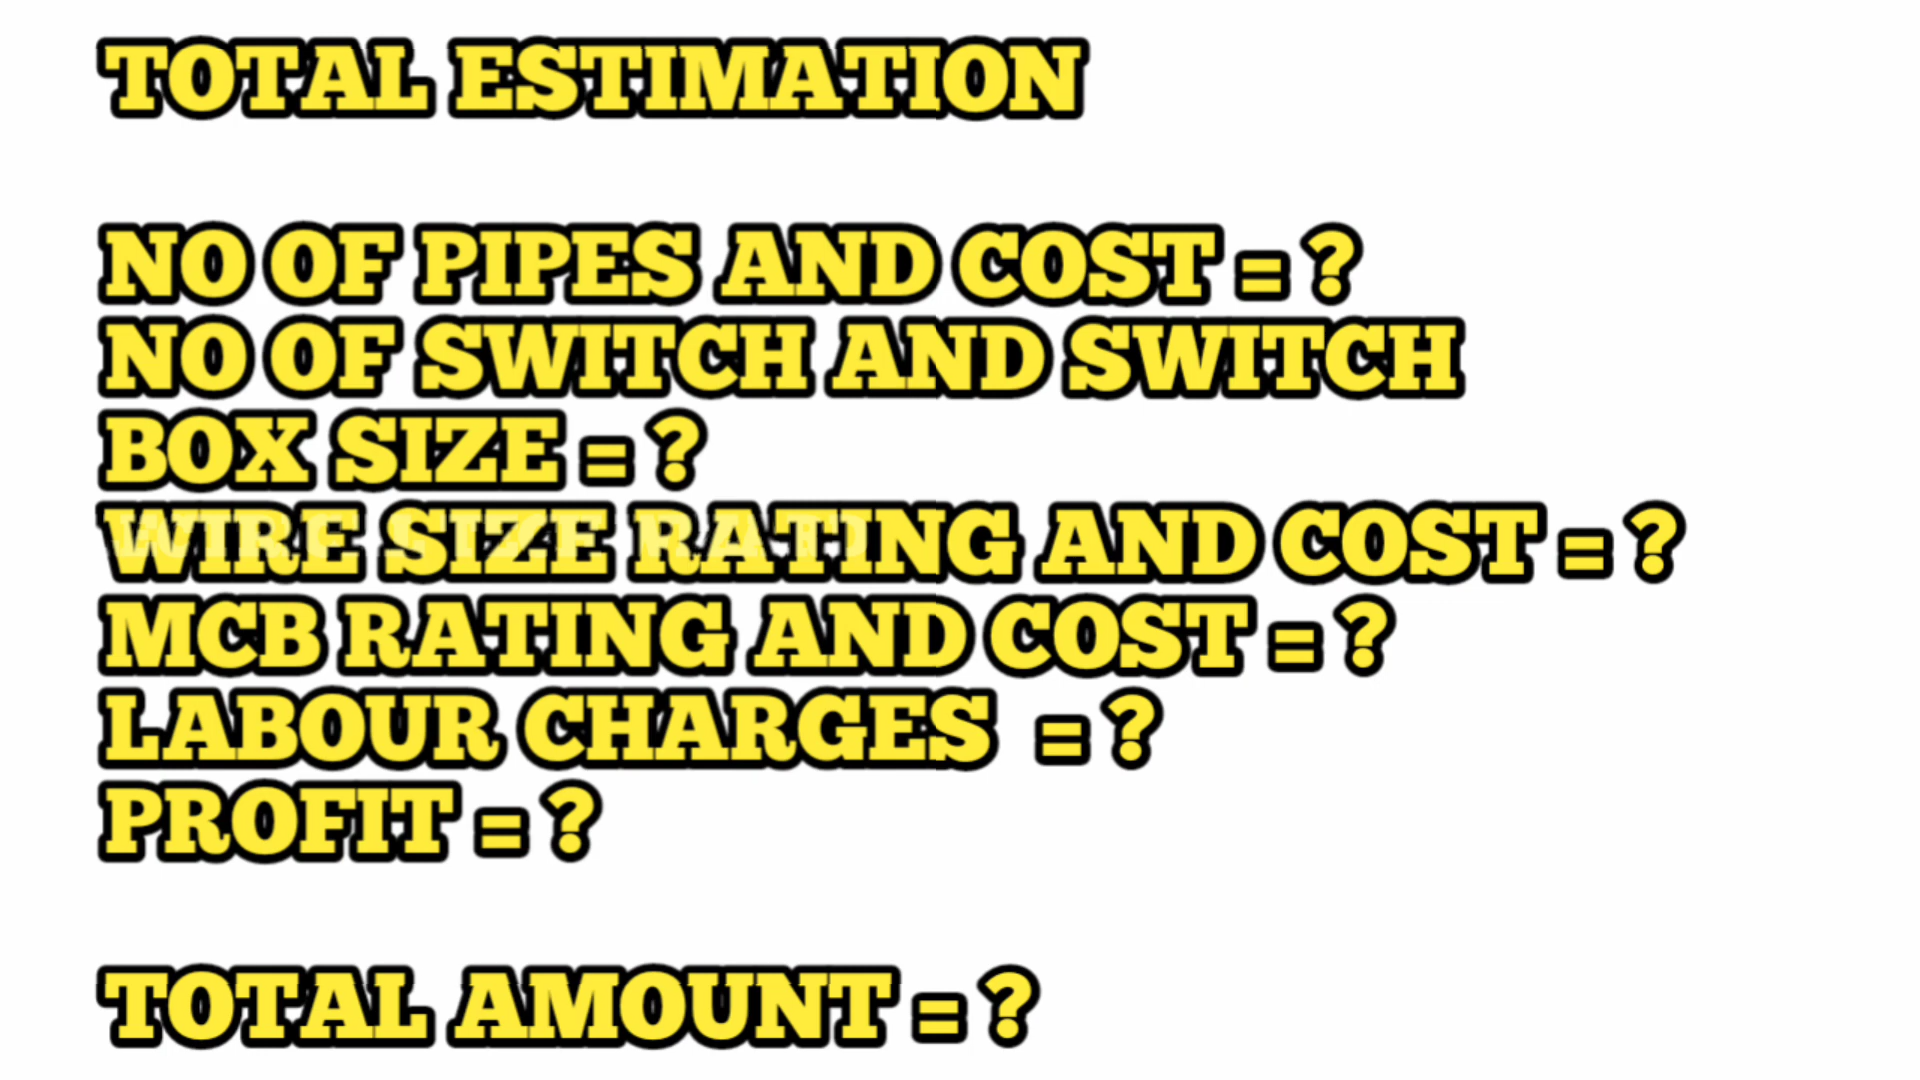 TOTAL ESTIMATION
NO OF PIPES AND COST = ?
NO OF SWITCH AND SWITCH
BOX SIZE = ?
WIRE SIZE RATING AND COST = ?
MCB RATING AND COST = ?
LABOUR CHARGES = ?
PROFIT = ?
TOTAL AMOUNT = ?